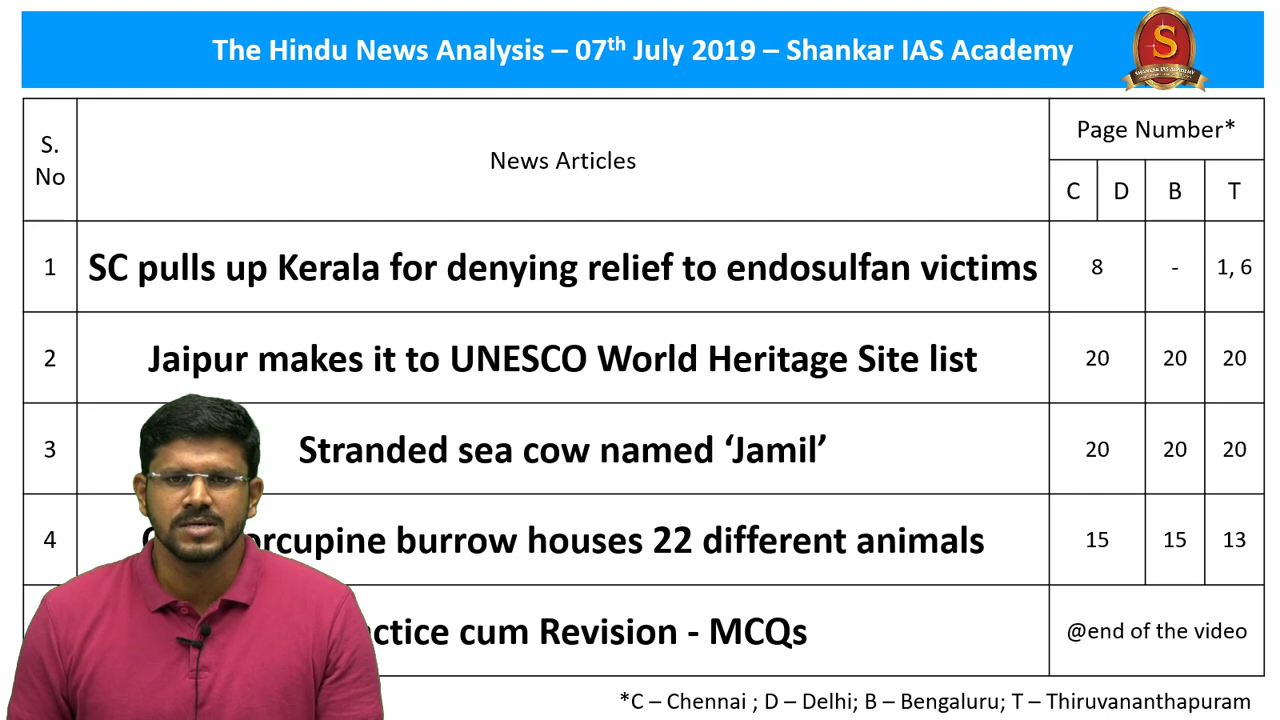 The Hindu News Analysis – 07th July 2019 – Shankar IAS Academy
S
SHANKAR IAS ACADEMY
S. No
News Articles
Page Number*
C D B T
1 SC pulls up Kerala for denying relief to endosulfan victims 8 - 1, 6
2 Jaipur makes it to UNESCO World Heritage Site list 20 20 20
3 Stranded sea cow named ‘Jamil’ 20 20 20
4 burrow houses 22 different animals 15 15 13
cum Revision - MCQs @end of the video
*C – Chennai ; D – Delhi; B – Bengaluru; T – Thiruvananthapuram